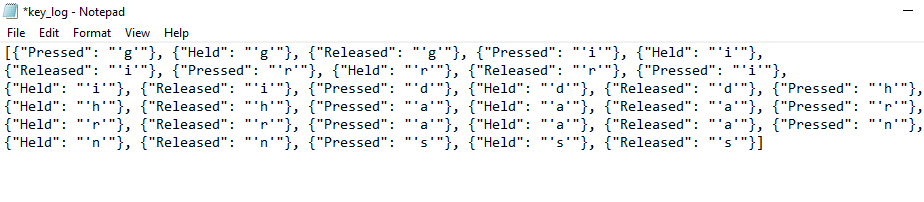 *key_log - Notepad
File Edit Format View Help
[{"Pressed": "'g'"}, {"Held": "'g'"}, {"Released": "'g'"}, {"Pressed": "'i'"}, {"Held": "'i'"},
{"Released": "'i'"}, {"Pressed": "'r'"}, {"Held": "'r'"}, {"Released": "'r'"}, {"Pressed": "'i'"},
{"Held": "'i'"}, {"Released": "'i'"}, {"Pressed": "'d'"}, {"Held": "'d'"}, {"Released": "'d'"}, {"Pressed": "'h'"},
{"Held": "'h'"}, {"Released": "'h'"}, {"Pressed": "'a'"}, {"Held": "'a'"}, {"Released": "'a'"}, {"Pressed": "'r'"},
{"Held": "'r'"}, {"Released": "'r'"}, {"Pressed": "'a'"}, {"Held": "'a'"}, {"Released": "'a'"}, {"Pressed": "'n'"},
{"Held": "'n'"}, {"Released": "'n'"}, {"Pressed": "'s'"}, {"Held": "'s'"}, {"Released": "'s'"}]